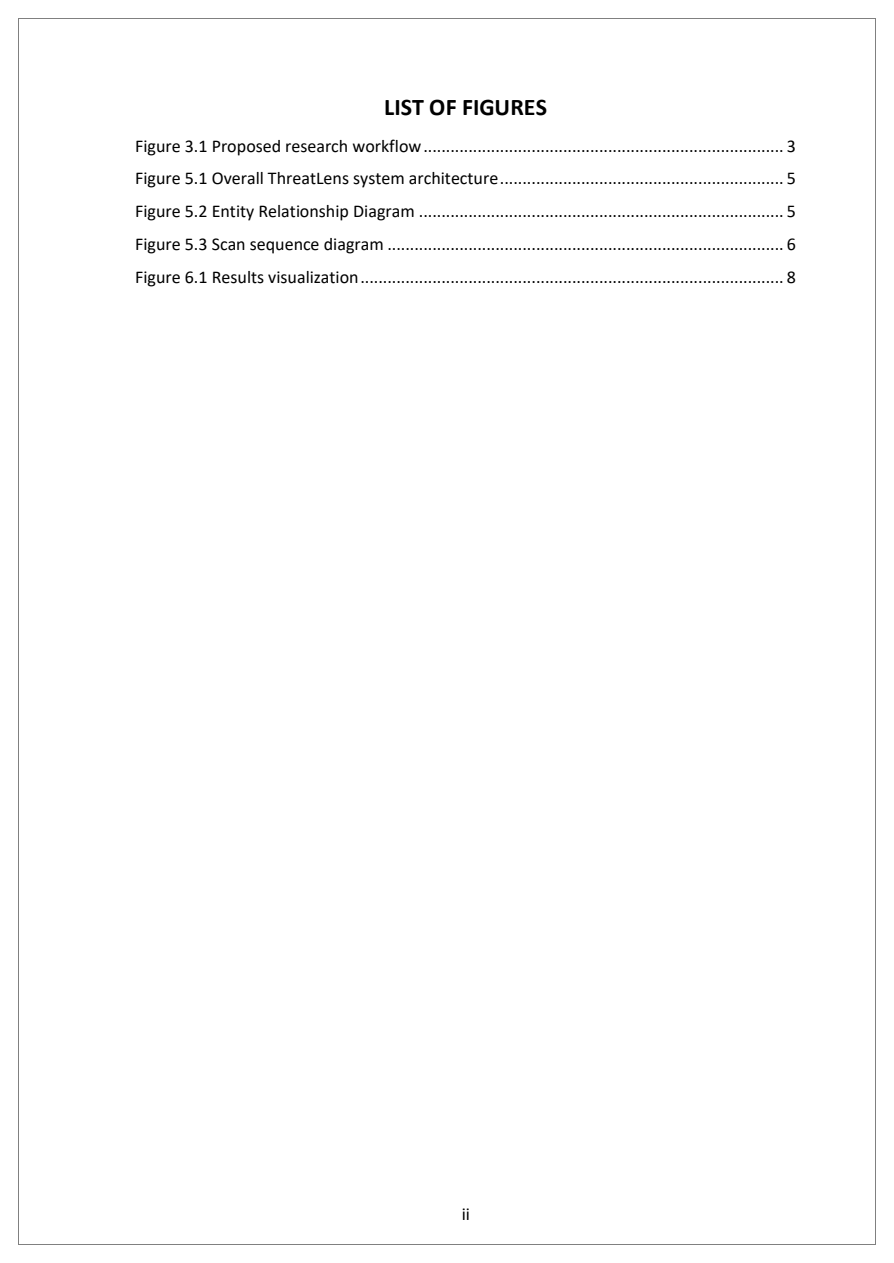 LIST OF FIGURES
Figure 3.1 Proposed research workflow ................................................................................ 3
Figure 5.1 Overall ThreatLens system architecture ............................................................... 5
Figure 5.2 Entity Relationship Diagram ................................................................................. 5
Figure 5.3 Scan sequence diagram ........................................................................................ 6
Figure 6.1 Results visualization .............................................................................................. 8
ii